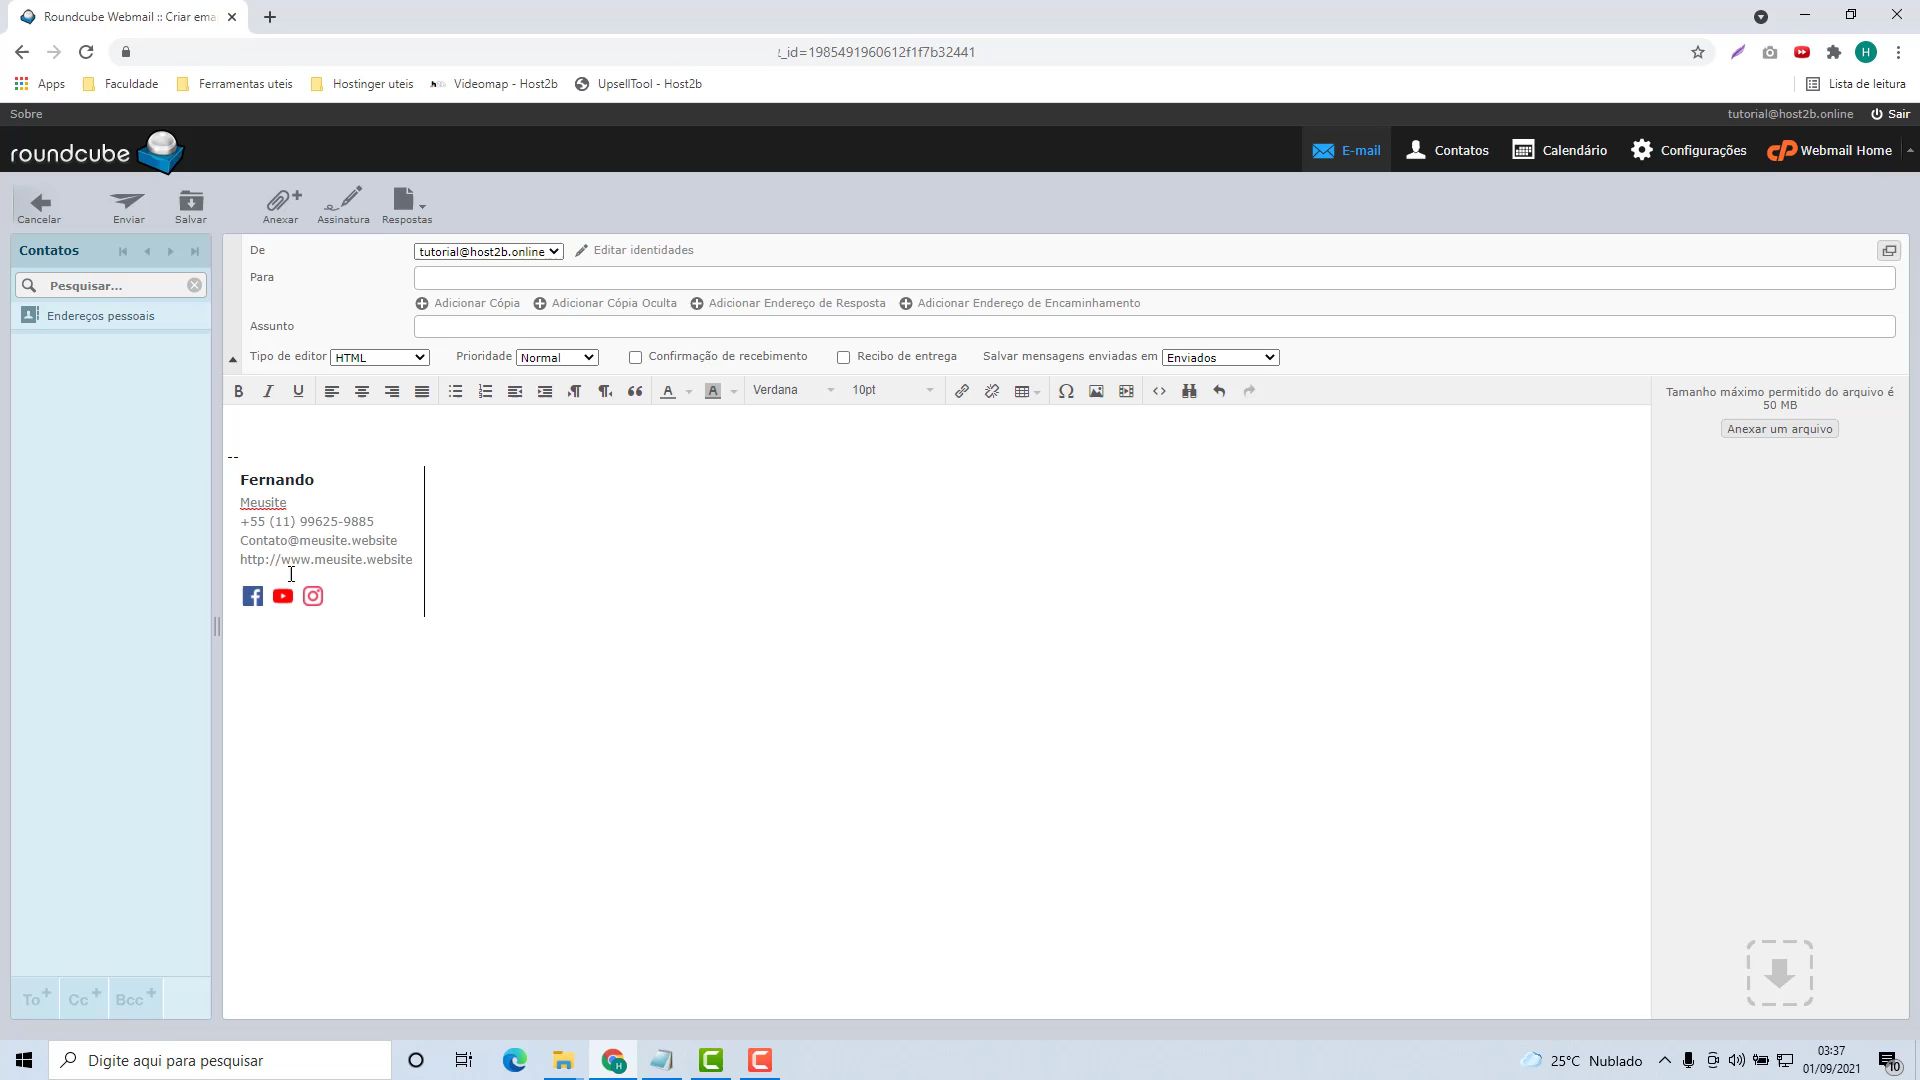 Roundcube Webmail :: Criar ema
:_id=1985491960612f1f7b32441
H
Apps
Faculdade
Ferramentas uteis
Hostinger uteis
Videomap - Host2b
UpsellTool - Host2b
Lista de leitura
Sobre
tutorial@host2b.online
Sair
roundcube
E-mail
Contatos
Calendário
Configurações
cP Webmail Home
Cancelar
Enviar
Salvar
Anexar
Assinatura
Respostas
Contatos
Pesquisar...
Endereços pessoais
De
tutorial@host2b.online
Editar identidades
Para
Adicionar Cópia
Adicionar Cópia Oculta
Adicionar Endereço de Resposta
Adicionar Endereço de Encaminhamento
Assunto
Tipo de editor
HTML
Prioridade
Normal
Confirmação de recebimento
Recibo de entrega
Salvar mensagens enviadas em
Enviados
B I U
A
A
Verdana
10pt
Tamanho máximo permitido do arquivo é
50 MB
Anexar um arquivo
--
Fernando
Meusite
+55 (11) 99625-9885
Contato@meusite.website
http://www.meusite.website
To+
Cc+
Bcc+
Digite aqui para pesquisar
25°C Nublado
03:37
01/09/2021
10